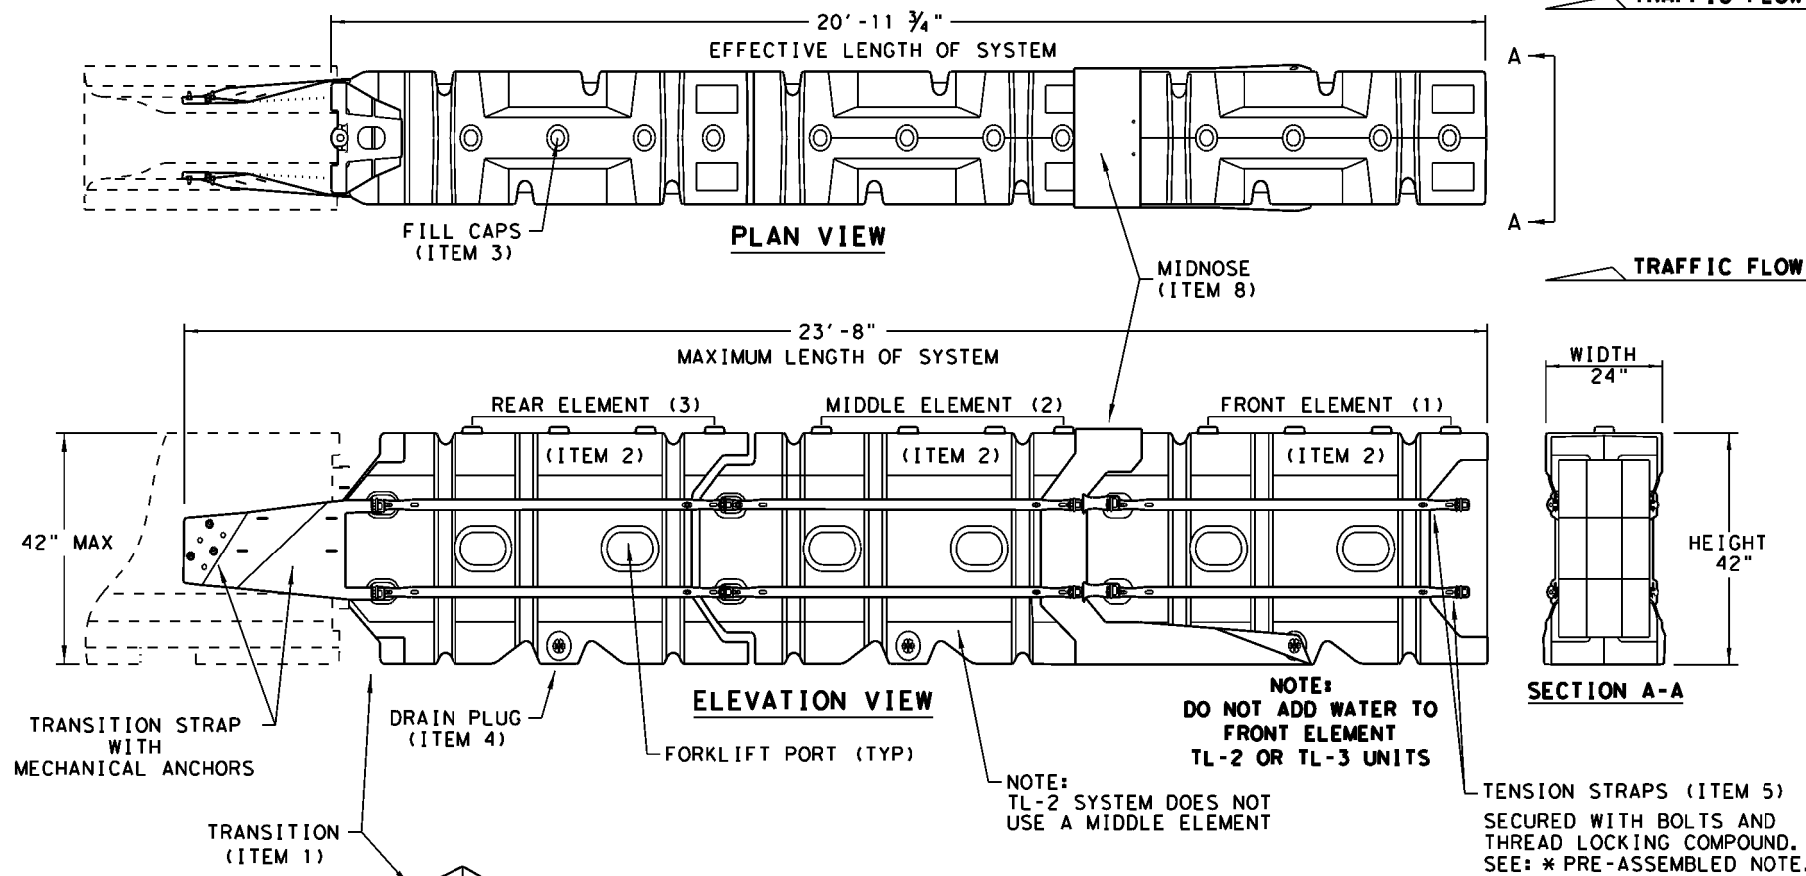 TRAFFIC FLOW
20'-11 3/4"
EFFECTIVE LENGTH OF SYSTEM
A
A
FILL CAPS
(ITEM 3)
PLAN VIEW
MIDNOSE
(ITEM 8)
TRAFFIC FLOW
23'-8"
MAXIMUM LENGTH OF SYSTEM
WIDTH
24"
REAR ELEMENT (3)
MIDDLE ELEMENT (2)
FRONT ELEMENT (1)
(ITEM 2)
(ITEM 2)
(ITEM 2)
42" MAX
HEIGHT
42"
TRANSITION STRAP
WITH
MECHANICAL ANCHORS
DRAIN PLUG
(ITEM 4)
ELEVATION VIEW
FORKLIFT PORT (TYP)
NOTE:
DO NOT ADD WATER TO
FRONT ELEMENT
TL-2 OR TL-3 UNITS
SECTION A-A
NOTE:
TL-2 SYSTEM DOES NOT
USE A MIDDLE ELEMENT
TENSION STRAPS (ITEM 5)
SECURED WITH BOLTS AND
THREAD LOCKING COMPOUND.
SEE: * PRE-ASSEMBLED NOTE.
TRANSITION
(ITEM 1)